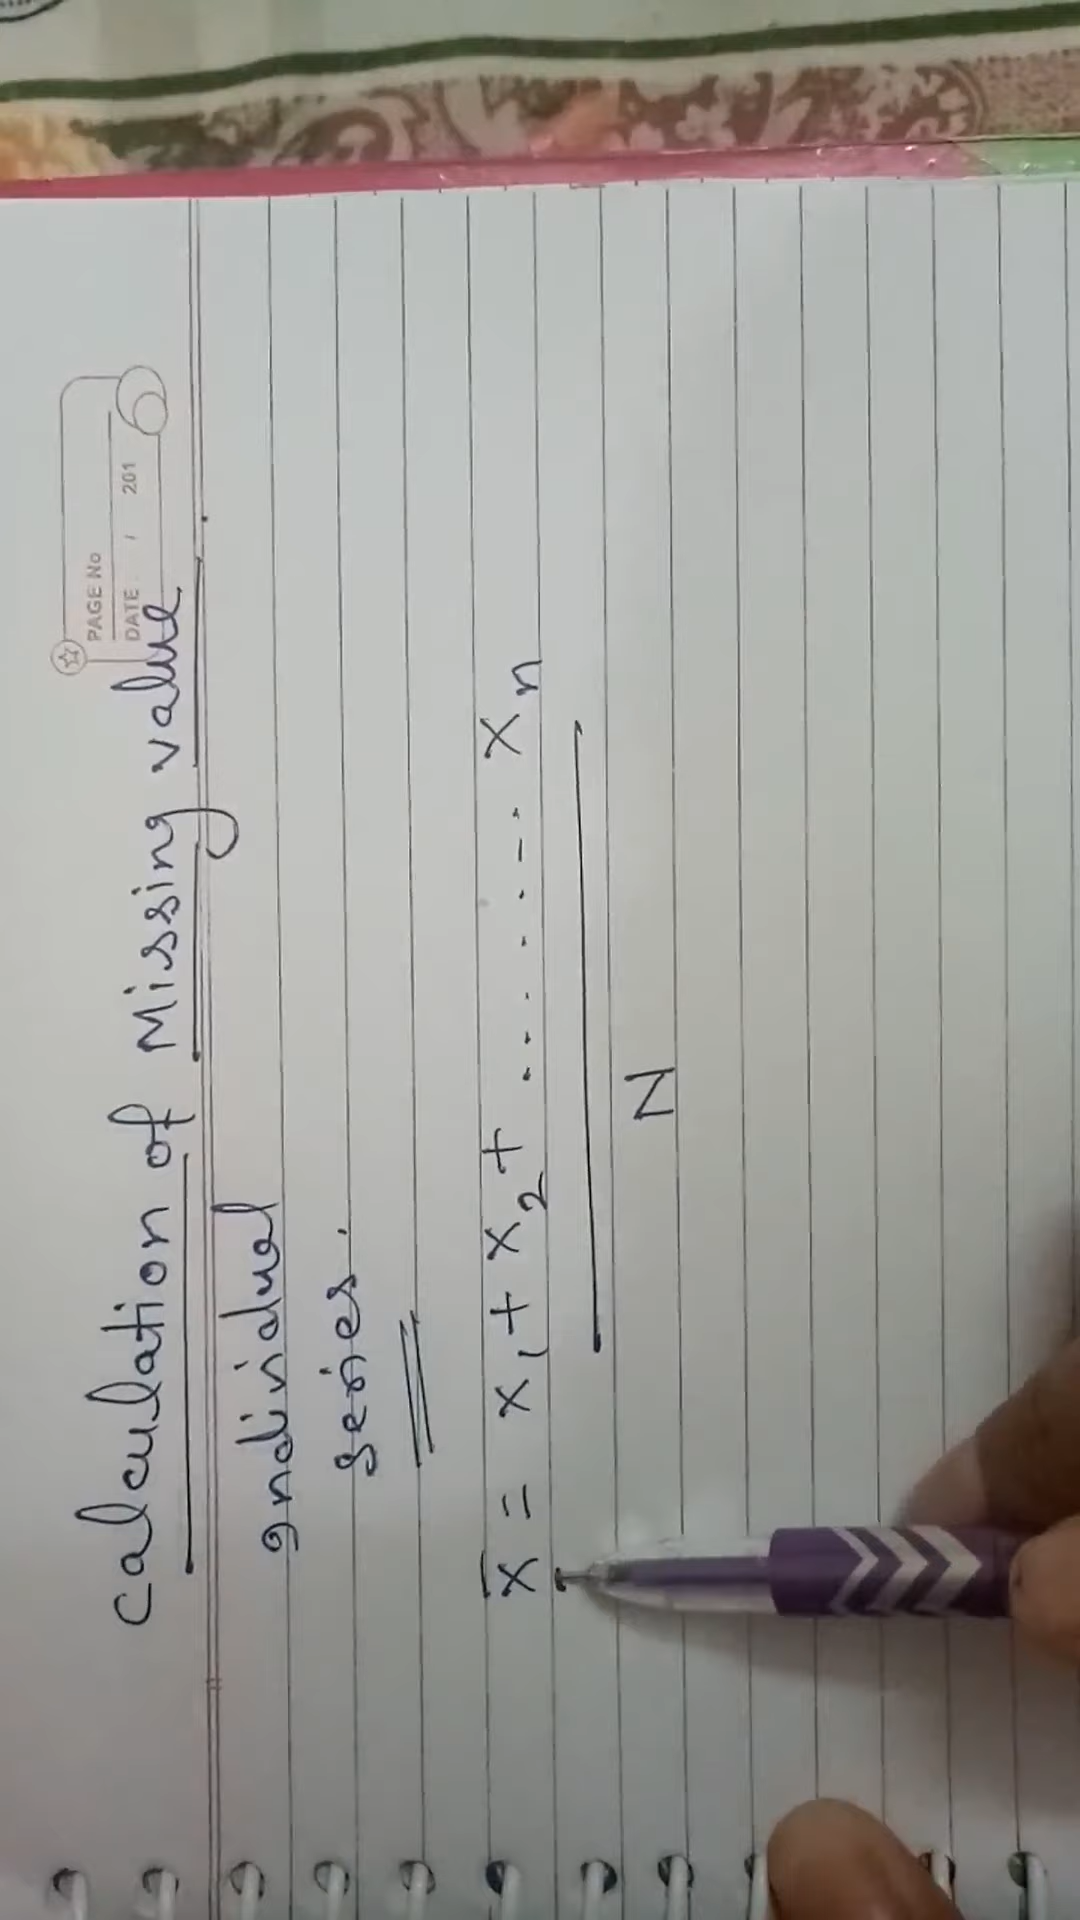 PAGE No
DATE / 201
Calculation of Missing value
Individual
series.
x̄ = x₁ + x₂ + ........ xₙ
N